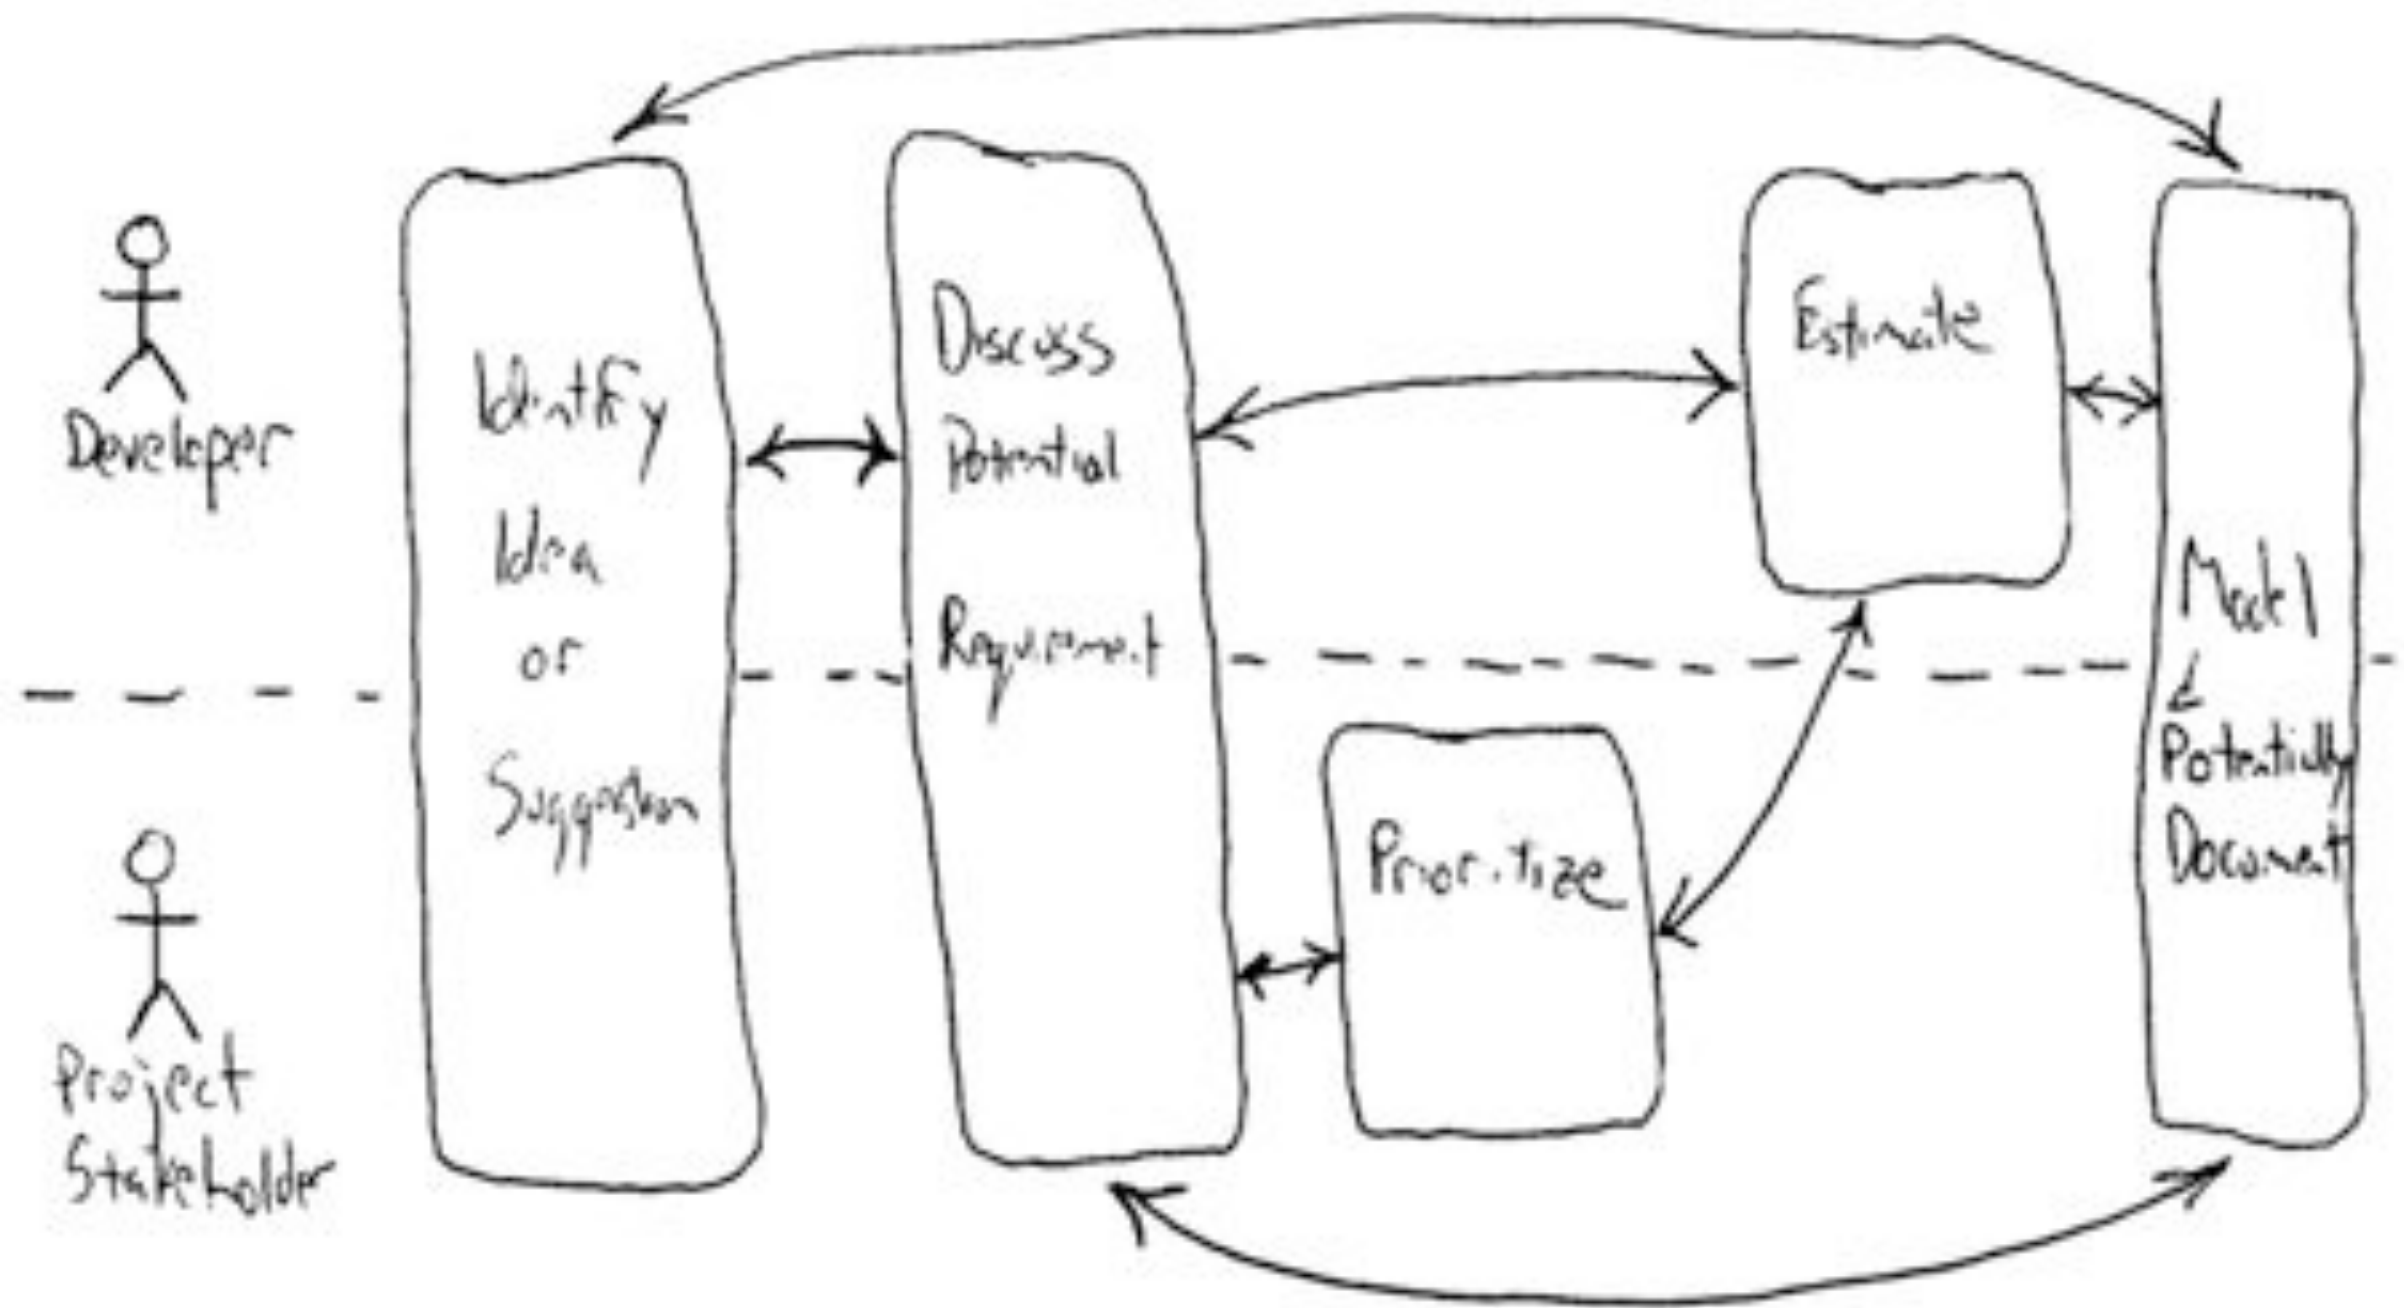 Developer
Project
Stakeholder
Identify
Idea
or
Suggestion
Discuss
Potential
Requirement
Estimate
Prioritize
Model
&
Potentially
Document